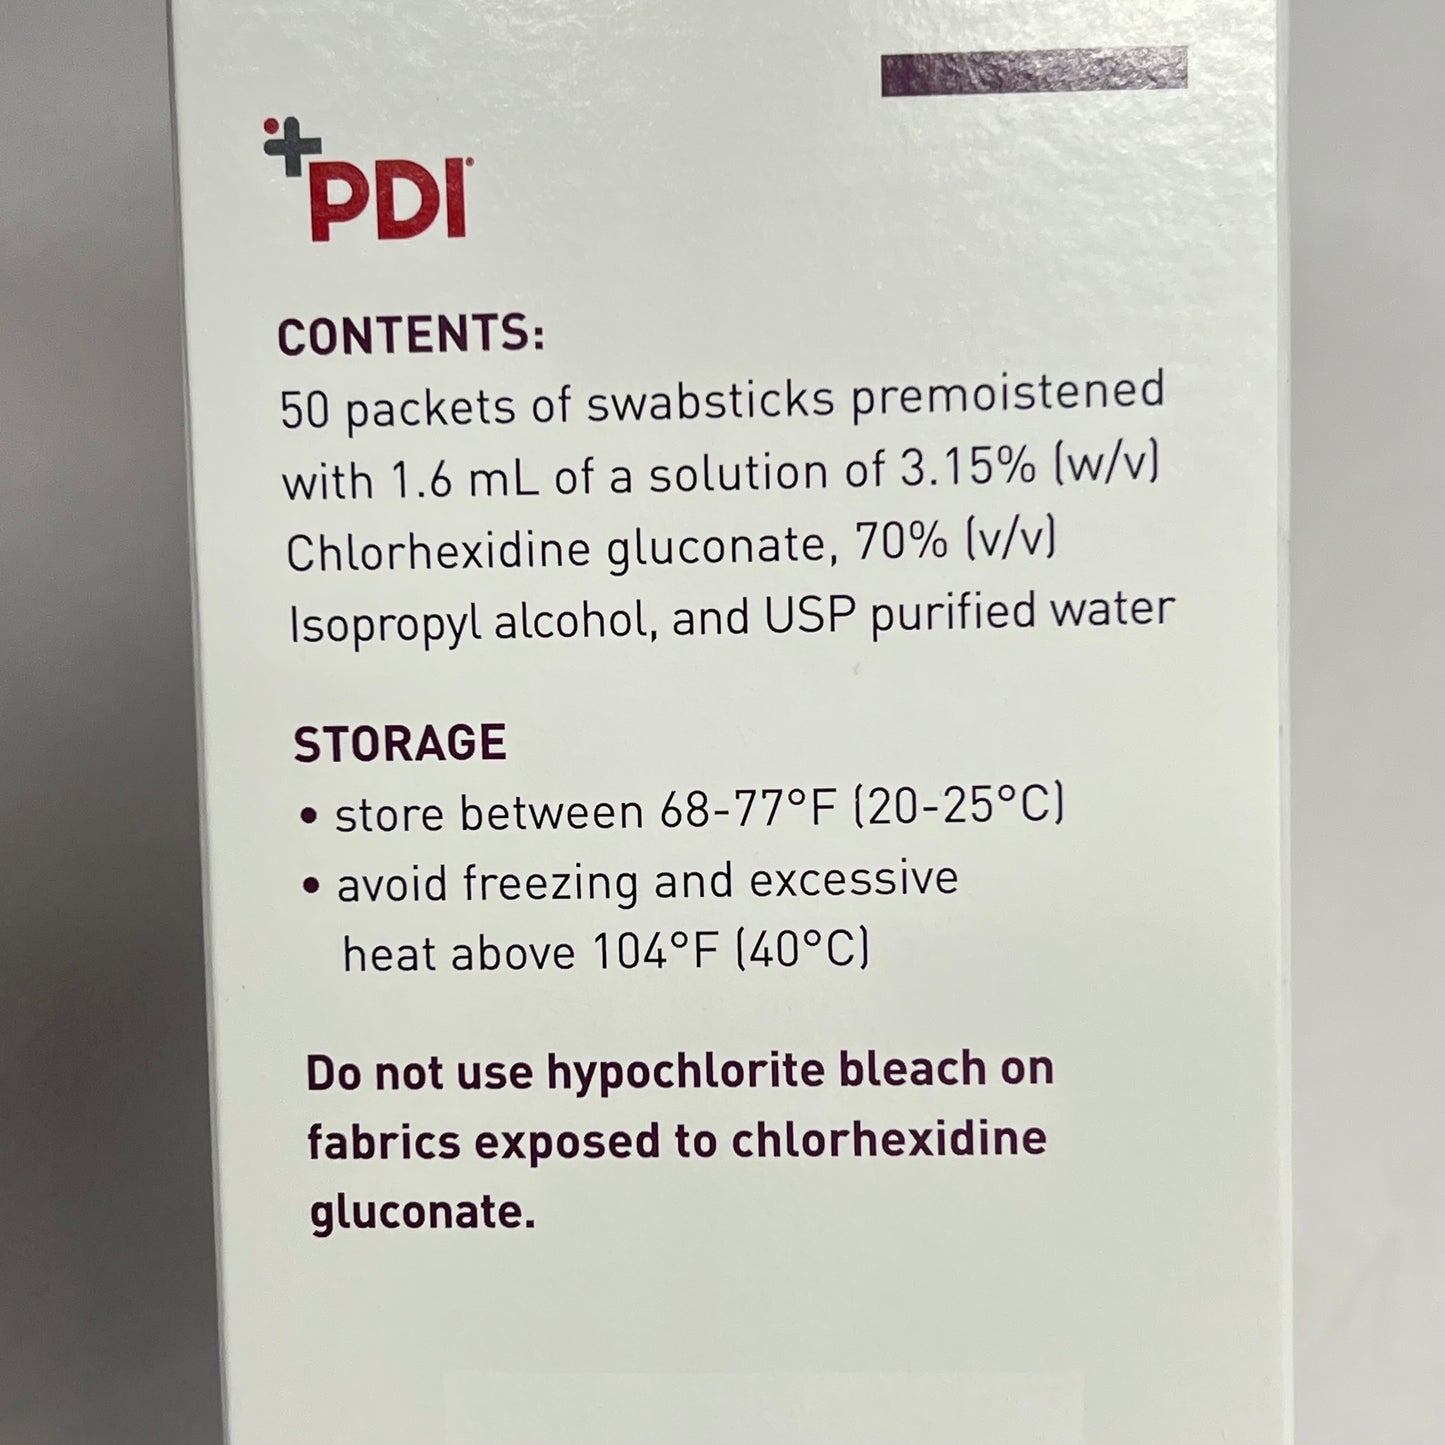 PDI
CONTENTS:
50 packets of swabsticks premoistened
with 1.6 mL of a solution of 3.15% (w/v)
Chlorhexidine gluconate, 70% (v/v)
Isopropyl alcohol, and USP purified water
STORAGE
• store between 68-77°F (20-25°C)
• avoid freezing and excessive
heat above 104°F (40°C)
Do not use hypochlorite bleach on
fabrics exposed to chlorhexidine
gluconate.